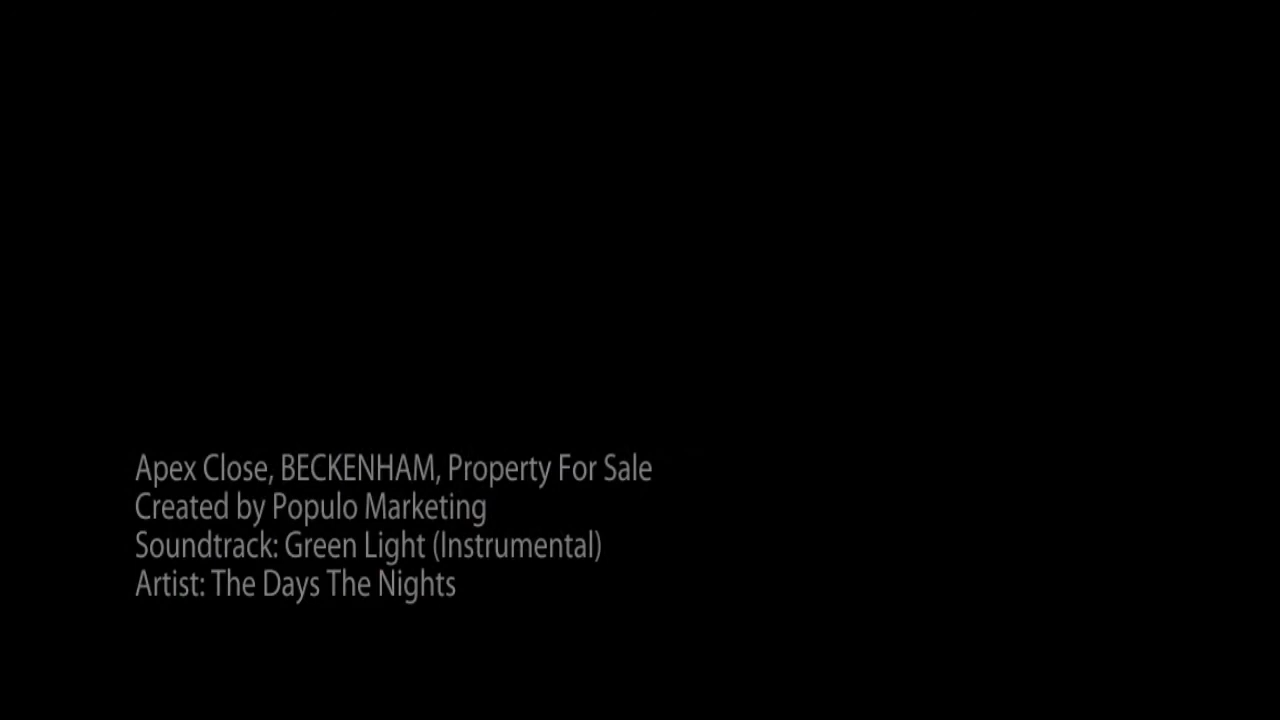 Apex Close, BECKENHAM, Property For Sale
Created by Populo Marketing
Soundtrack: Green Light (Instrumental)
Artist: The Days The Nights